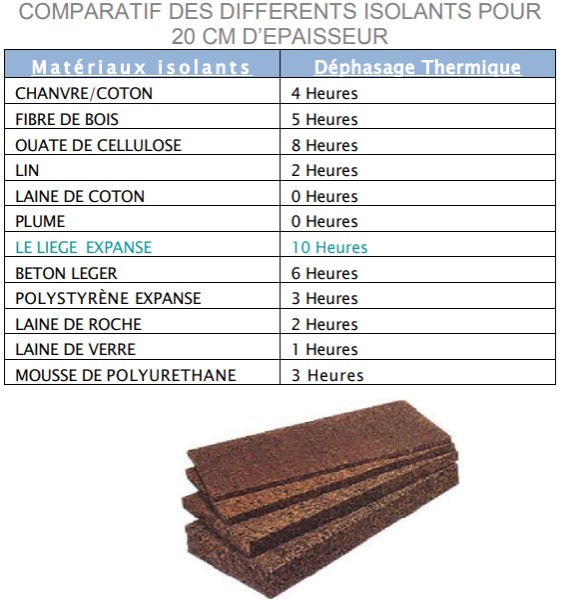 COMPARATIF DES DIFFERENTS ISOLANTS POUR
20 CM D'EPAISSEUR
Matériaux isolants Déphasage Thermique
CHANVRE/COTON 4 Heures
FIBRE DE BOIS 5 Heures
OUATE DE CELLULOSE 8 Heures
LIN 2 Heures
LAINE DE COTON 0 Heures
PLUME 0 Heures
LE LIEGE EXPANSE 10 Heures
BETON LEGER 6 Heures
POLYSTYRÈNE EXPANSE 3 Heures
LAINE DE ROCHE 2 Heures
LAINE DE VERRE 1 Heures
MOUSSE DE POLYURETHANE 3 Heures